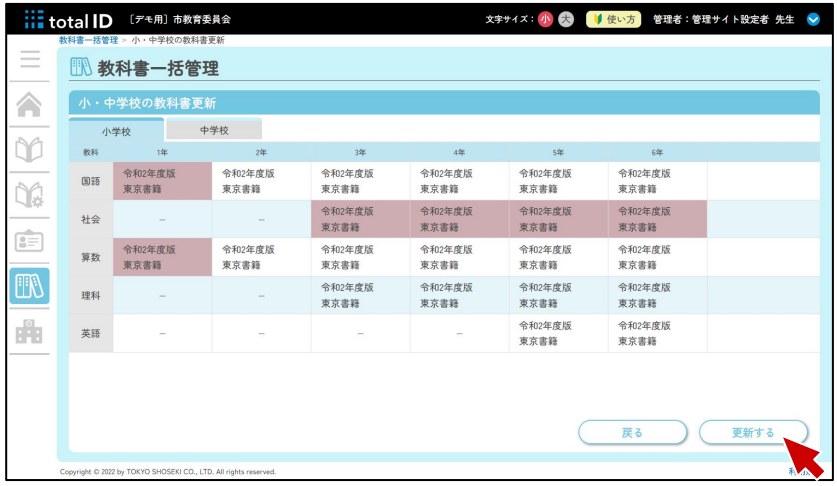 total ID [デモ用] 市教育委員会 文字サイズ: 小 大 使い方 管理者:管理サイト設定者 先生
教科書一括管理 > 小・中学校の教科書更新
教科書一括管理
小・中学校の教科書更新
小学校 中学校
教科 1年 2年 3年 4年 5年 6年
国語 令和2年度版 令和2年度版 令和2年度版 令和2年度版 令和2年度版 令和2年度版
東京書籍 東京書籍 東京書籍 東京書籍 東京書籍 東京書籍
社会 – – 令和2年度版 令和2年度版 令和2年度版 令和2年度版
東京書籍 東京書籍 東京書籍 東京書籍
算数 令和2年度版 令和2年度版 令和2年度版 令和2年度版 令和2年度版 令和2年度版
東京書籍 東京書籍 東京書籍 東京書籍 東京書籍 東京書籍
理科 – – 令和2年度版 令和2年度版 令和2年度版 令和2年度版
東京書籍 東京書籍 東京書籍 東京書籍
英語 – – – – 令和2年度版 令和2年度版
東京書籍 東京書籍
戻る 更新する
Copyright © 2022 by TOKYO SHOSEKI CO., LTD. All rights reserved.